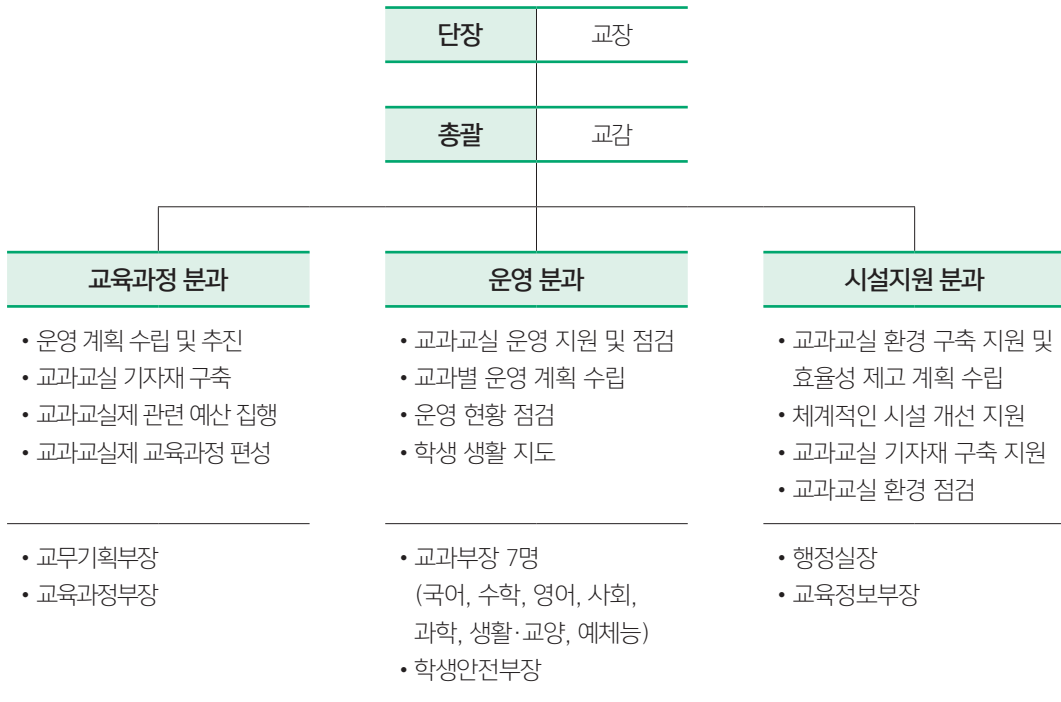 단장 교장
총괄 교감
교육과정 분과
• 운영 계획 수립 및 추진
• 교과교실 기자재 구축
• 교과교실제 관련 예산 집행
• 교과교실제 교육과정 편성
• 교무기획부장
• 교육과정부장
운영 분과
• 교과교실 운영 지원 및 점검
• 교과별 운영 계획 수립
• 운영 현황 점검
• 학생 생활 지도
• 교과부장 7명
(국어, 수학, 영어, 사회,
과학, 생활·교양, 예체능)
• 학생안전부장
시설지원 분과
• 교과교실 환경 구축 지원 및
효율성 제고 계획 수립
• 체계적인 시설 개선 지원
• 교과교실 기자재 구축 지원
• 교과교실 환경 점검
• 행정실장
• 교육정보부장